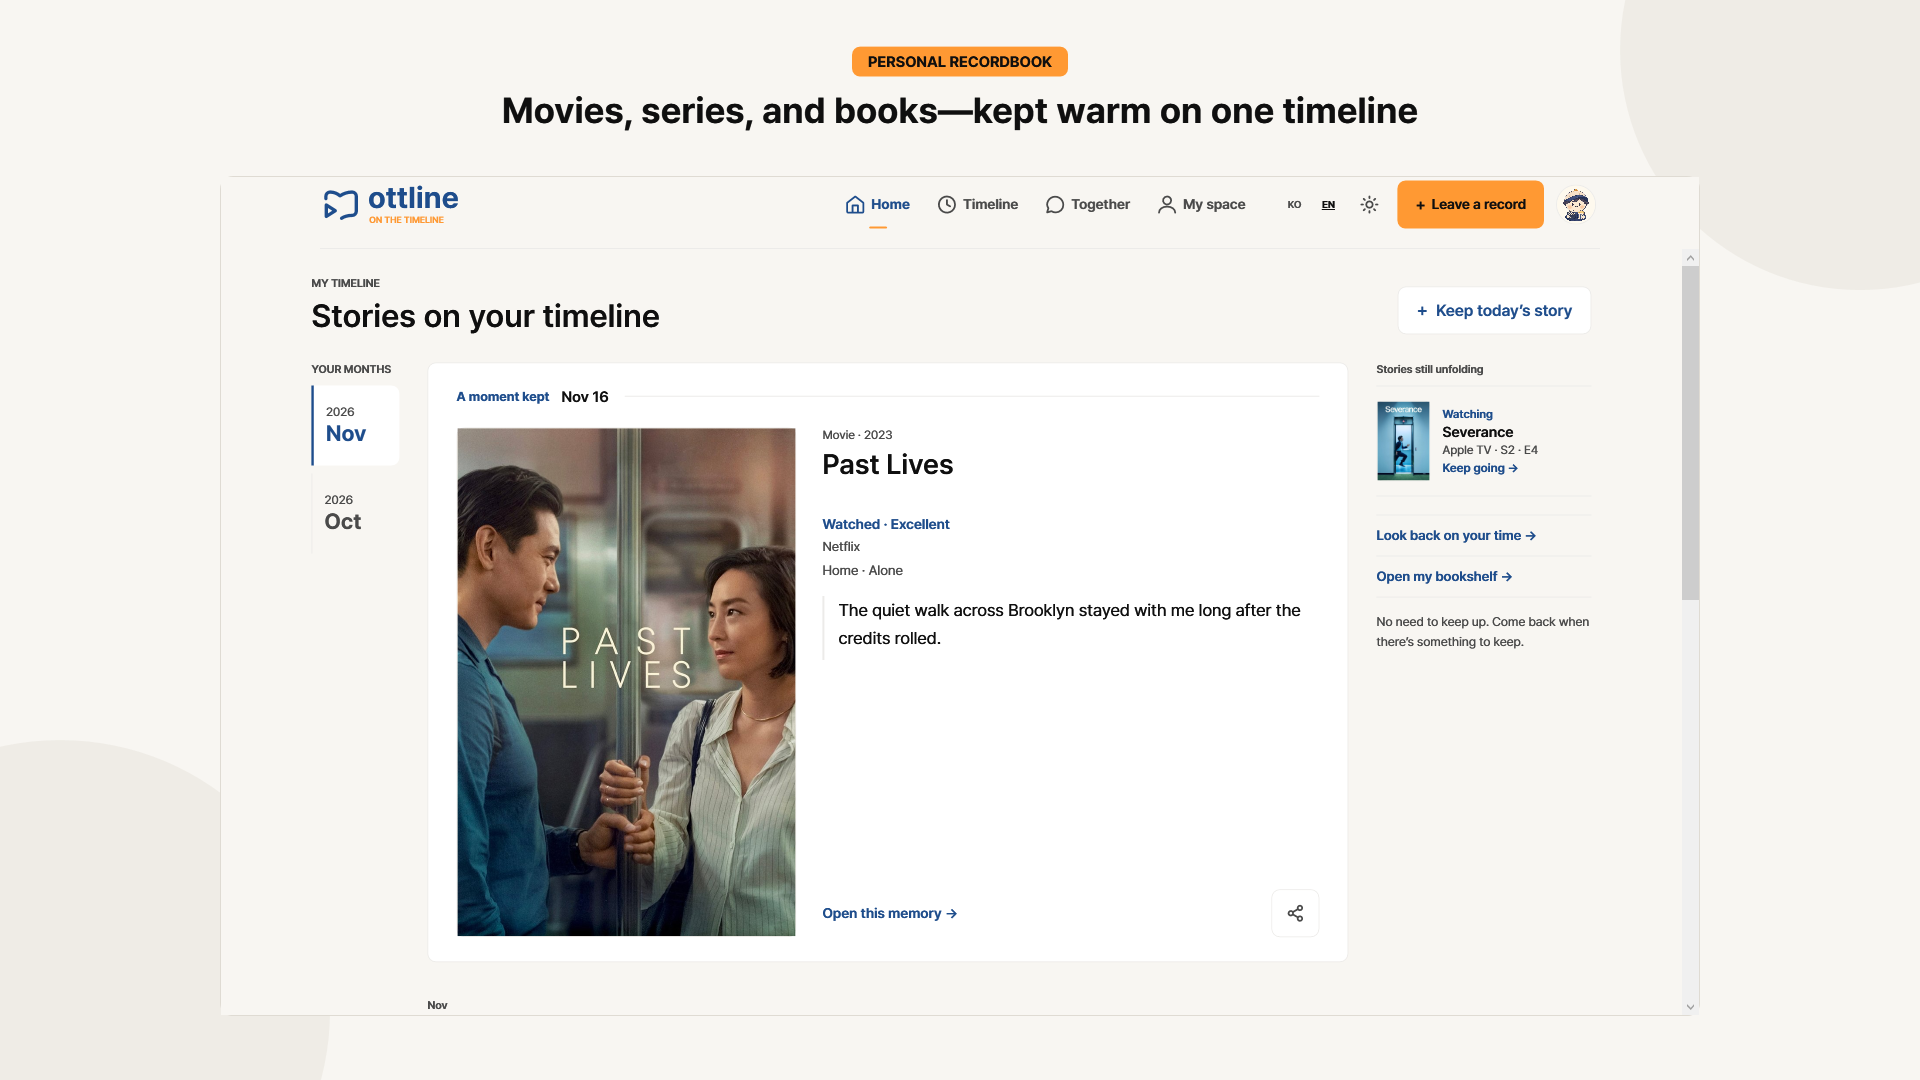 PERSONAL RECORDBOOK
Movies, series, and books—kept warm on one timeline
ottline
ON THE TIMELINE
Home
Timeline
Together
My space
KO
EN
+ Leave a record
MY TIMELINE
Stories on your timeline
+ Keep today's story
YOUR MONTHS
2026
Nov
2026
Oct
A moment kept Nov 16
PAST
LIVES
Movie · 2023
Past Lives
Watched · Excellent
Netflix
Home · Alone
The quiet walk across Brooklyn stayed with me long after the
credits rolled.
Open this memory →
Stories still unfolding
Severance
Watching
Severance
Apple TV · S2 · E4
Keep going →
Look back on your time →
Open my bookshelf →
No need to keep up. Come back when
there's something to keep.
Nov